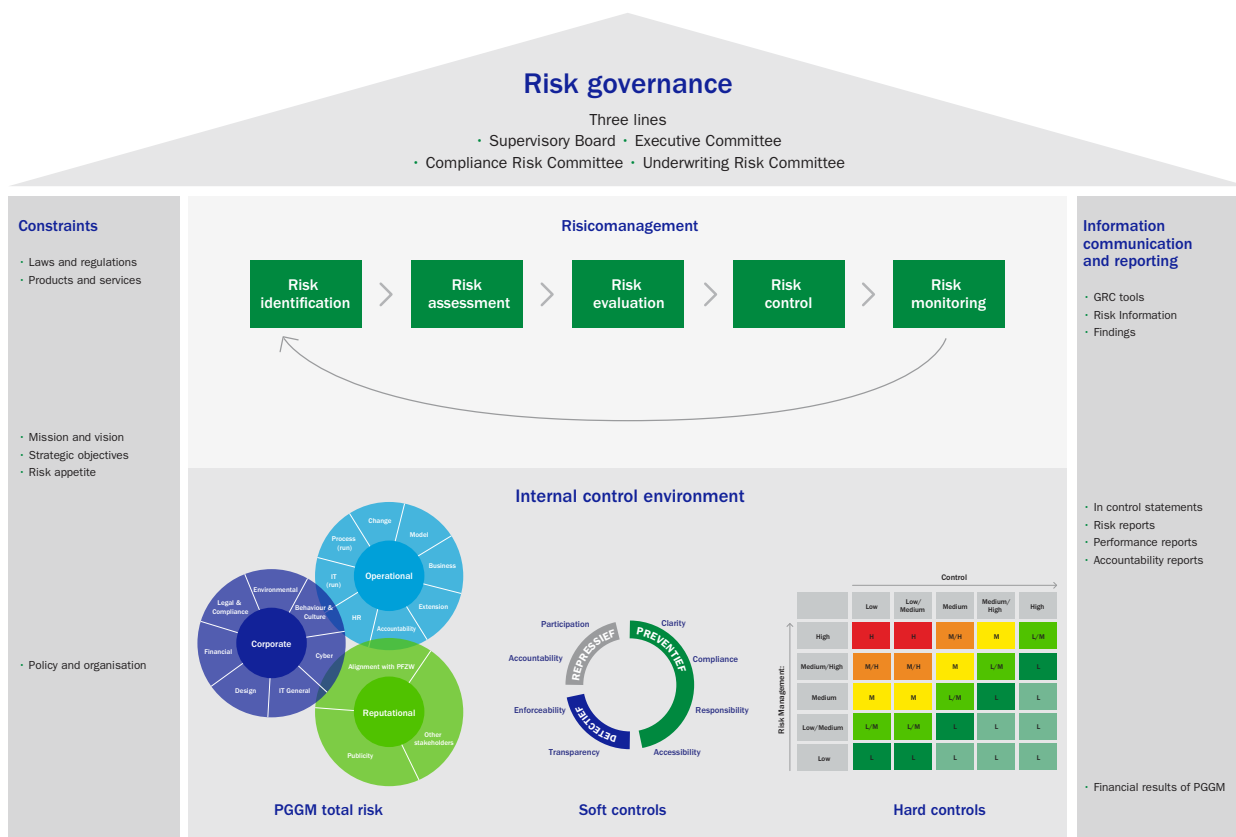 Risk governance
Three lines
· Supervisory Board · Executive Committee
· Compliance Risk Committee · Underwriting Risk Committee
Constraints
· Laws and regulations
· Products and services
· Mission and vision
· Strategic objectives
· Risk appetite
· Policy and organisation
Risicomanagement
Risk
identification
Risk
assessment
Risk
evaluation
Risk
control
Risk
monitoring
Internal control environment
Operational
Change
Model
Business
Extension
Accountability
HR
IT
(run)
Process
(run)
Corporate
Environmental
Behaviour &
Culture
Cyber
IT General
Design
Financial
Legal &
Compliance
Reputational
Alignment with PFZW
Other
stakeholders
Publicity
PGGM total risk
PREVENTIEF
DETECTIEF
REPRESSIEF
Participation
Clarity
Accountability
Compliance
Enforceability
Responsibility
Transparency
Accessibility
Soft controls
Control
Risk Management:
Low
Low/
Medium
Medium
Medium/
High
High
High
H
H
M/H
M
L/M
Medium/High
M/H
M/H
M
L/M
L
Medium
M
M
L/M
L
L
Low/Medium
L/M
L/M
L
L
L
Low
L
L
L
L
L
Hard controls
Information
communication
and reporting
· GRC tools
· Risk Information
· Findings
· In control statements
· Risk reports
· Performance reports
· Accountability reports
· Financial results of PGGM